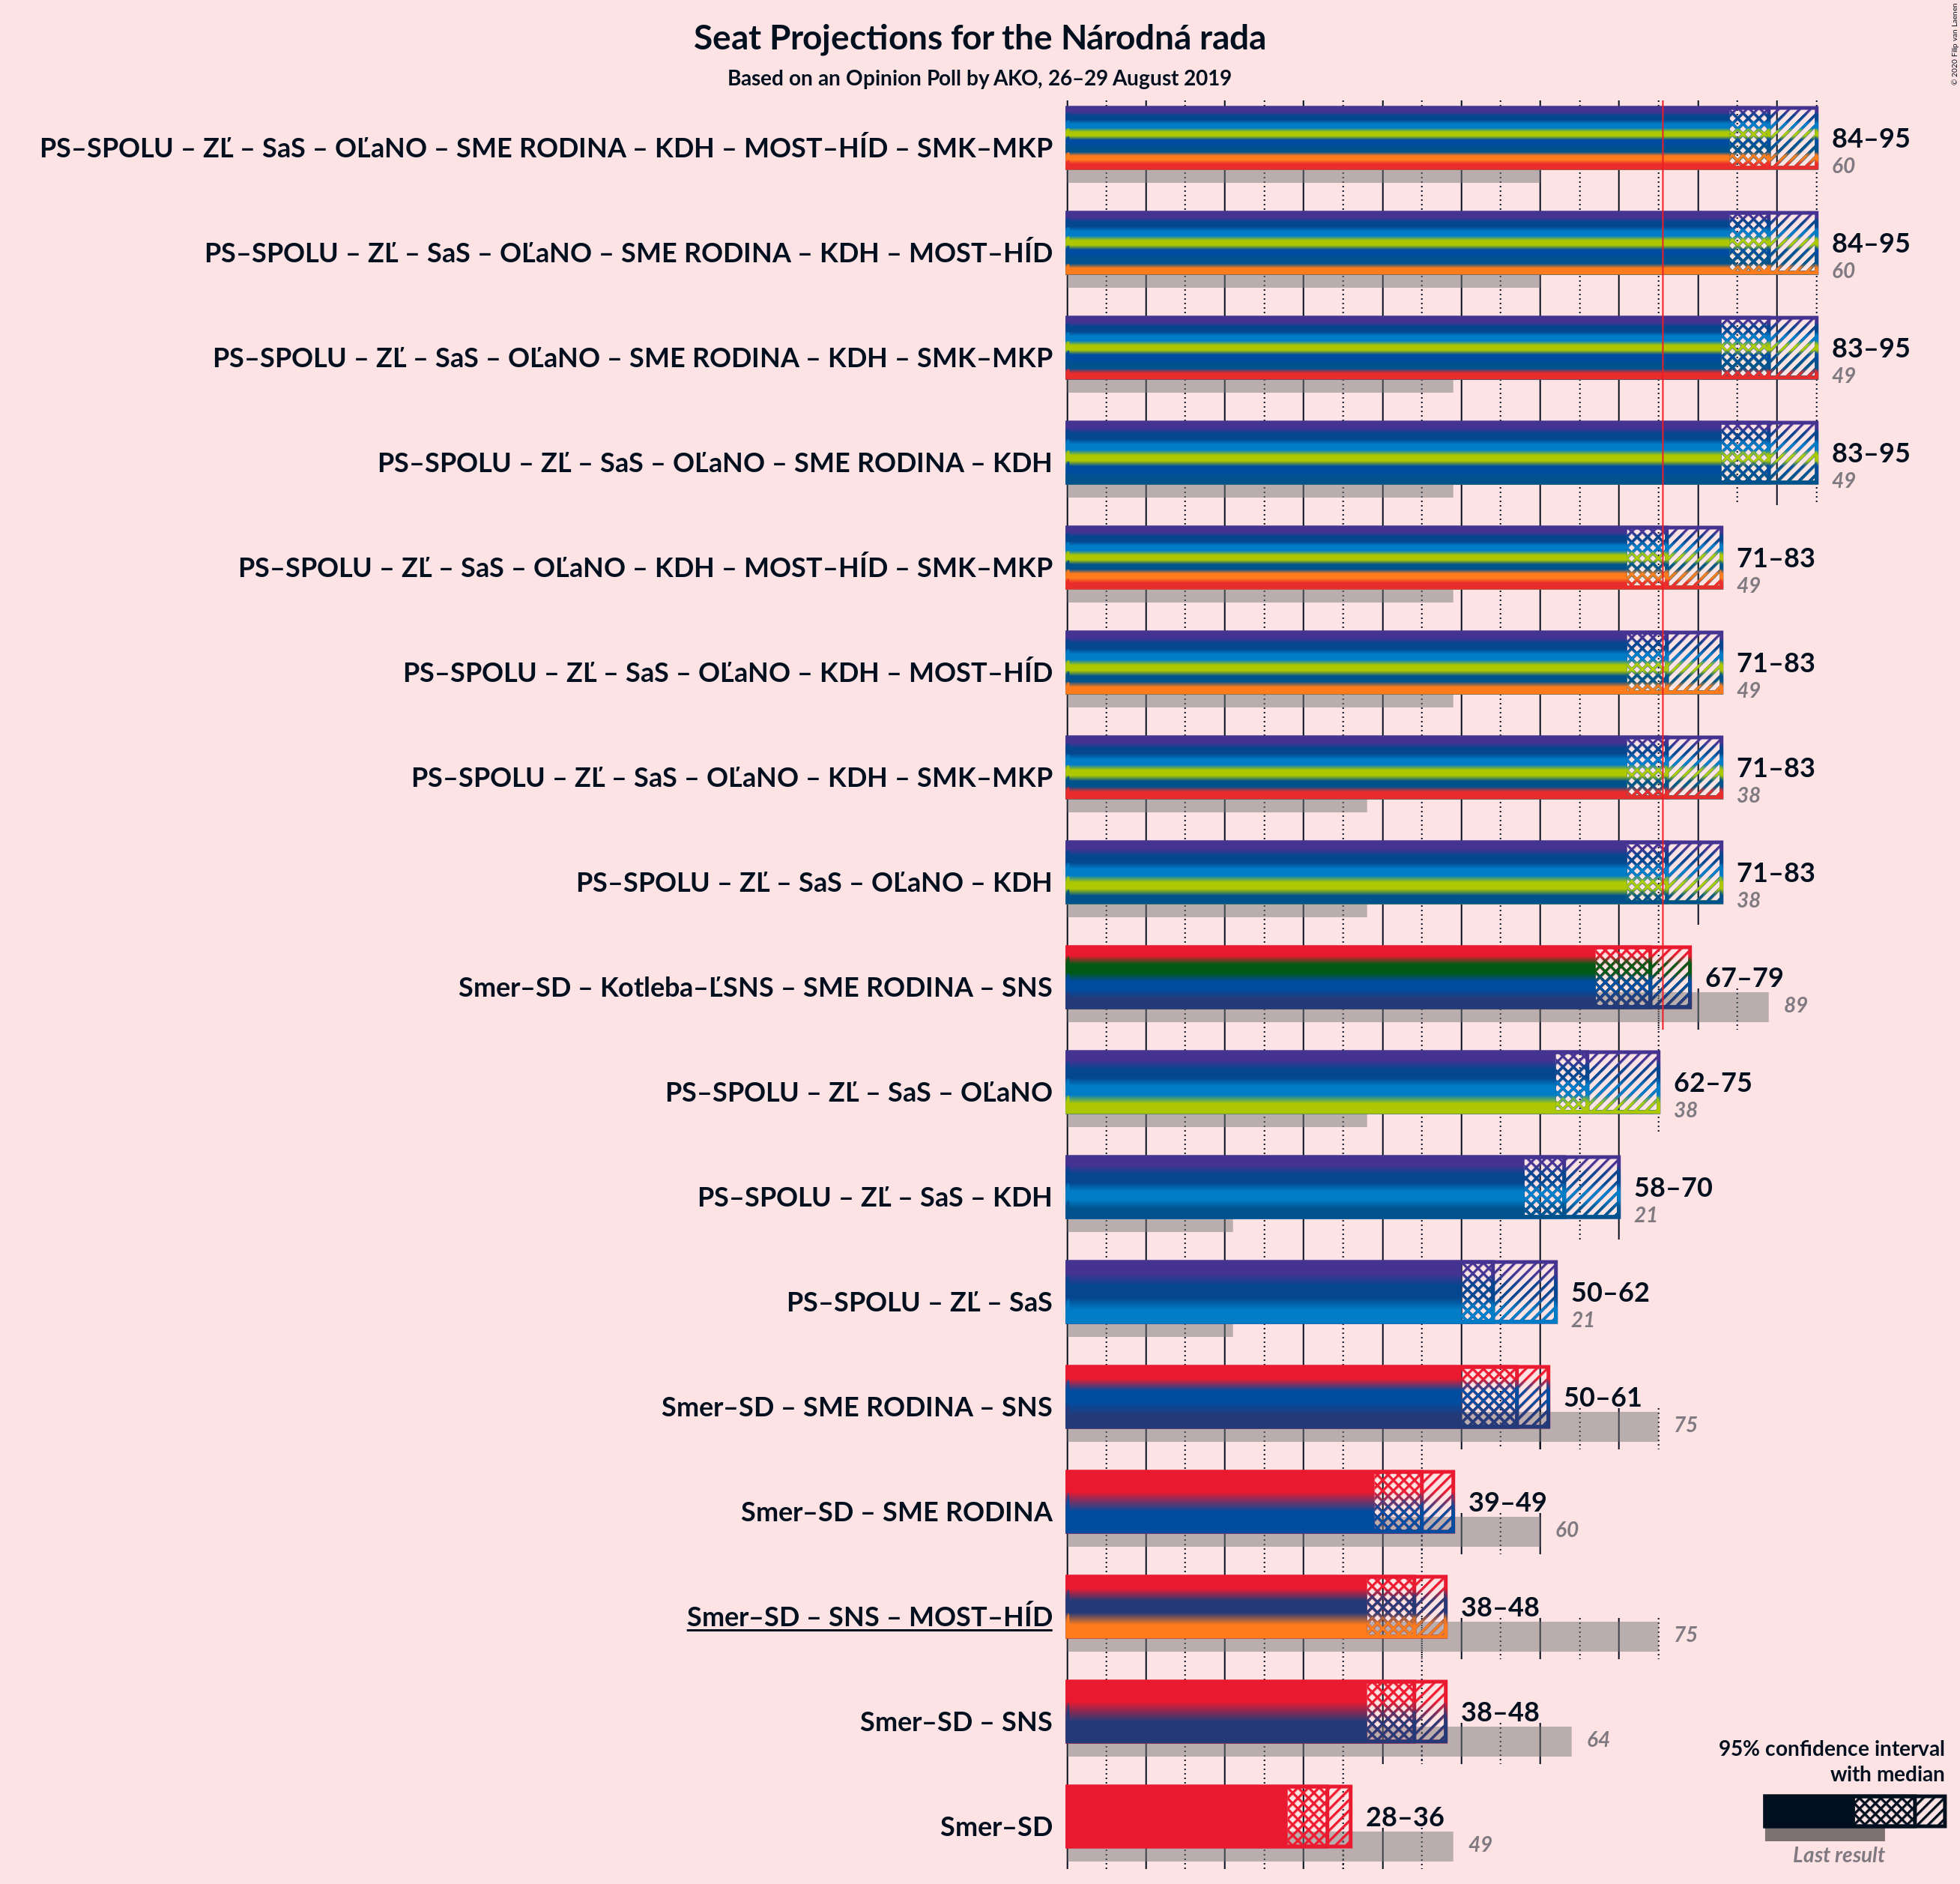 © 2020 Filip van Laenen
Seat Projections for the Národná rada
Based on an Opinion Poll by AKO, 26–29 August 2019
PS–SPOLU – ZĽ – SaS – OĽaNO – SME RODINA – KDH – MOST–HÍD – SMK–MKP
84–95
60
PS–SPOLU – ZĽ – SaS – OĽaNO – SME RODINA – KDH – MOST–HÍD
84–95
60
PS–SPOLU – ZĽ – SaS – OĽaNO – SME RODINA – KDH – SMK–MKP
83–95
49
PS–SPOLU – ZĽ – SaS – OĽaNO – SME RODINA – KDH
83–95
49
PS–SPOLU – ZĽ – SaS – OĽaNO – KDH – MOST–HÍD – SMK–MKP
71–83
49
PS–SPOLU – ZĽ – SaS – OĽaNO – KDH – MOST–HÍD
71–83
49
PS–SPOLU – ZĽ – SaS – OĽaNO – KDH – SMK–MKP
71–83
38
PS–SPOLU – ZĽ – SaS – OĽaNO – KDH
71–83
38
Smer–SD – Kotleba–ĽSNS – SME RODINA – SNS
67–79
89
PS–SPOLU – ZĽ – SaS – OĽaNO
62–75
38
PS–SPOLU – ZĽ – SaS – KDH
58–70
21
PS–SPOLU – ZĽ – SaS
50–62
21
Smer–SD – SME RODINA – SNS
50–61
75
Smer–SD – SME RODINA
39–49
60
Smer–SD – SNS – MOST–HÍD
38–48
75
Smer–SD – SNS
38–48
64
Smer–SD
28–36
49
95% confidence interval
with median
Last result